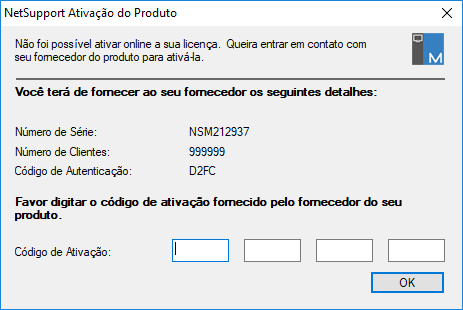 NetSupport Ativação do Produto
Não foi possível ativar online a sua licença. Queira entrar em contato com
seu fornecedor do produto para ativá-la.
M
Você terá de fornecer ao seu fornecedor os seguintes detalhes:
Número de Série: NSM212937
Número de Clientes: 999999
Código de Autenticação: D2FC
Favor digitar o código de ativação fornecido pelo fornecedor do seu
produto.
Código de Ativação:
OK